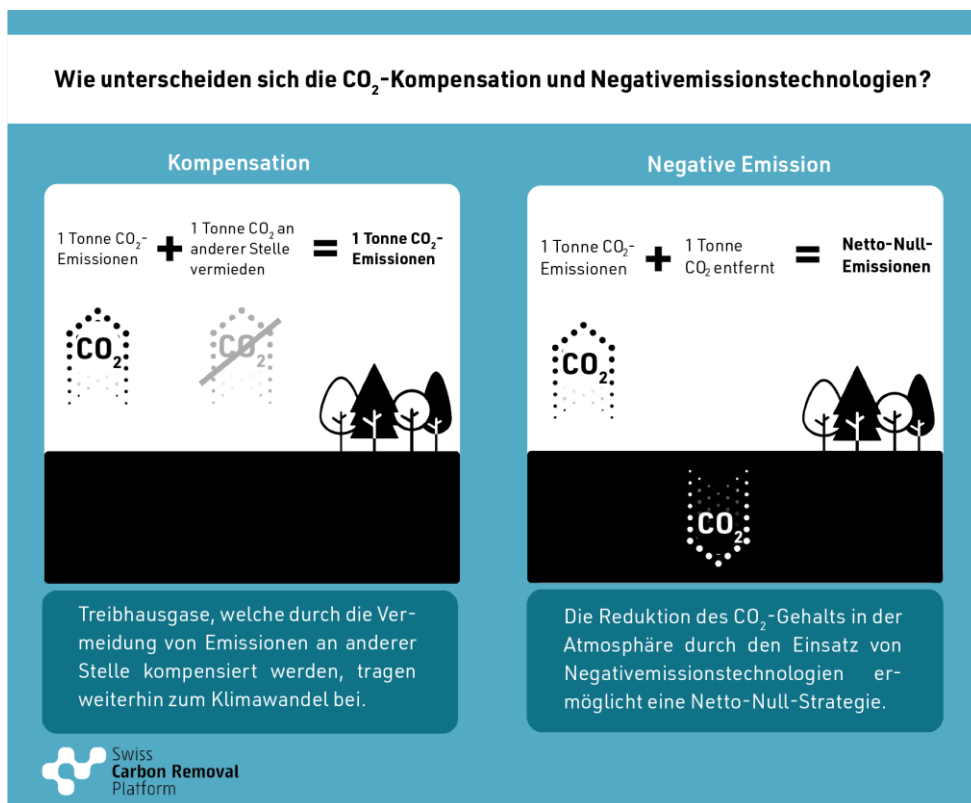 Wie unterscheiden sich die CO₂-Kompensation und Negativemissionstechnologien?
Kompensation
1 Tonne CO₂-
Emissionen
+
1 Tonne CO₂ an
anderer Stelle
vermieden
=
1 Tonne CO₂-
Emissionen
CO₂
CO₂
Treibhausgase, welche durch die Ver-
meidung von Emissionen an anderer
Stelle kompensiert werden, tragen
weiterhin zum Klimawandel bei.
Negative Emission
1 Tonne CO₂-
Emissionen
+
1 Tonne
CO₂ entfernt
=
Netto-Null-
Emissionen
CO₂
CO₂
Die Reduktion des CO₂-Gehalts in der
Atmosphäre durch den Einsatz von
Negativemissionstechnologien er-
möglicht eine Netto-Null-Strategie.
Swiss
Carbon Removal
Platform